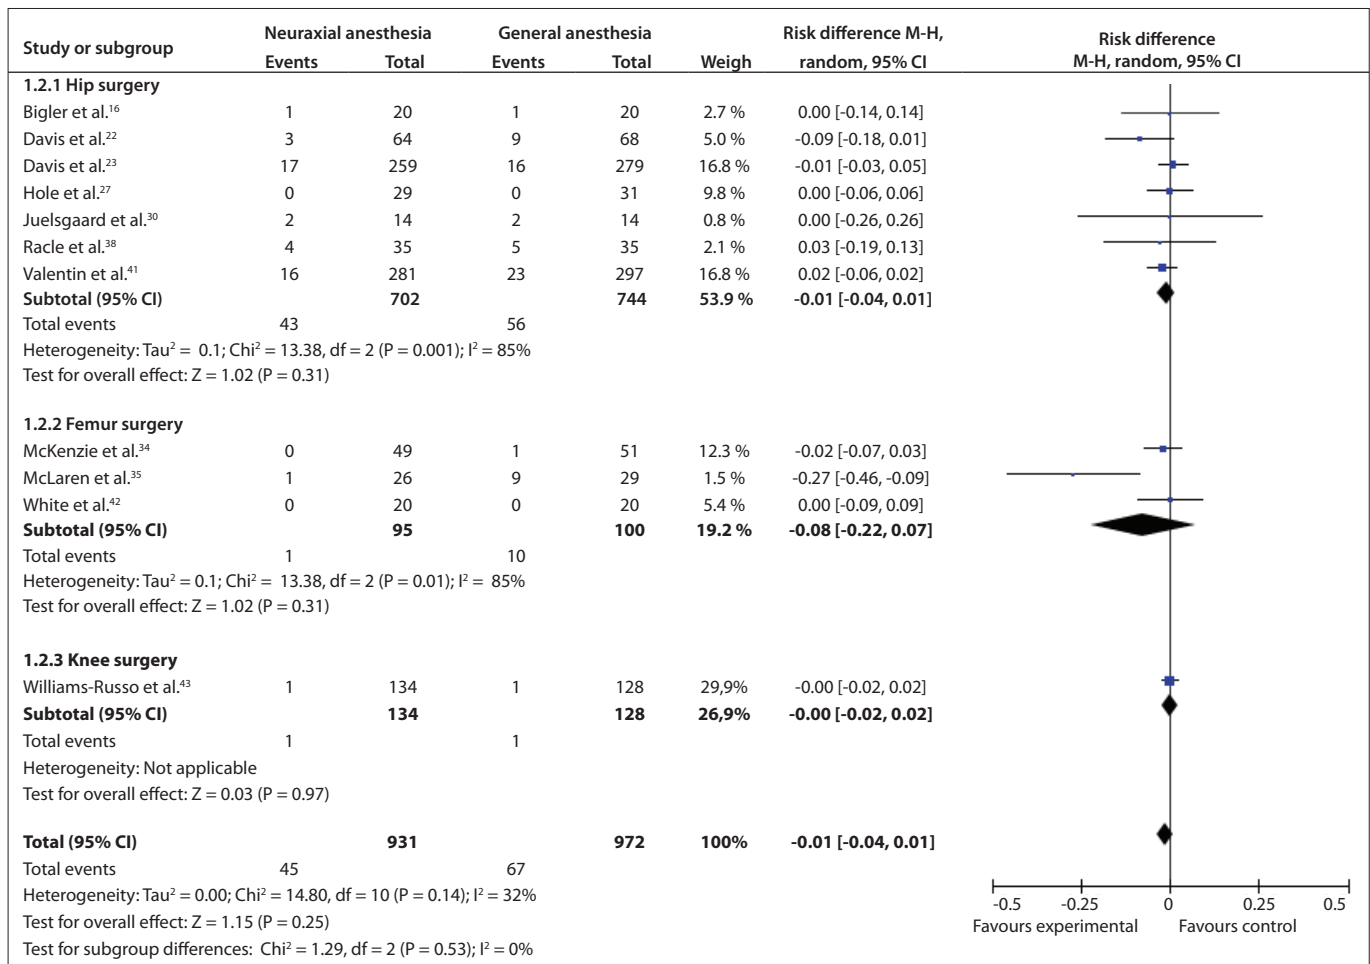 Study or subgroup Neuraxial anesthesia General anesthesia Weigh Risk difference M-H, random, 95% CI Risk difference M-H, random, 95% CI
Events Total Events Total
1.2.1 Hip surgery
Bigler et al.16 1 20 1 20 2.7 % 0.00 [-0.14, 0.14]
Davis et al.22 3 64 9 68 5.0 % -0.09 [-0.18, 0.01]
Davis et al.23 17 259 16 279 16.8 % -0.01 [-0.03, 0.05]
Hole et al.27 0 29 0 31 9.8 % 0.00 [-0.06, 0.06]
Juelsgaard et al.30 2 14 2 14 0.8 % 0.00 [-0.26, 0.26]
Racle et al.38 4 35 5 35 2.1 % 0.03 [-0.19, 0.13]
Valentin et al.41 16 281 23 297 16.8 % 0.02 [-0.06, 0.02]
Subtotal (95% CI) 702 744 53.9 % -0.01 [-0.04, 0.01]
Total events 43 56
Heterogeneity: Tau2 = 0.1; Chi2 = 13.38, df = 2 (P = 0.001); I2 = 85%
Test for overall effect: Z = 1.02 (P = 0.31)
1.2.2 Femur surgery
McKenzie et al.34 0 49 1 51 12.3 % -0.02 [-0.07, 0.03]
McLaren et al.35 1 26 9 29 1.5 % -0.27 [-0.46, -0.09]
White et al.42 0 20 0 20 5.4 % 0.00 [-0.09, 0.09]
Subtotal (95% CI) 95 100 19.2 % -0.08 [-0.22, 0.07]
Total events 1 10
Heterogeneity: Tau2 = 0.1; Chi2 = 13.38, df = 2 (P = 0.01); I2 = 85%
Test for overall effect: Z = 1.02 (P = 0.31)
1.2.3 Knee surgery
Williams-Russo et al.43 1 134 1 128 29,9% -0.00 [-0.02, 0.02]
Subtotal (95% CI) 134 128 26,9% -0.00 [-0.02, 0.02]
Total events 1 1
Heterogeneity: Not applicable
Test for overall effect: Z = 0.03 (P = 0.97)
Total (95% CI) 931 972 100% -0.01 [-0.04, 0.01]
Total events 45 67
Heterogeneity: Tau2 = 0.00; Chi2 = 14.80, df = 10 (P = 0.14); I2 = 32%
Test for overall effect: Z = 1.15 (P = 0.25)
Test for subgroup differences: Chi2 = 1.29, df = 2 (P = 0.53); I2 = 0%
-0.5 -0.25 0 0.25 0.5
Favours experimental Favours control